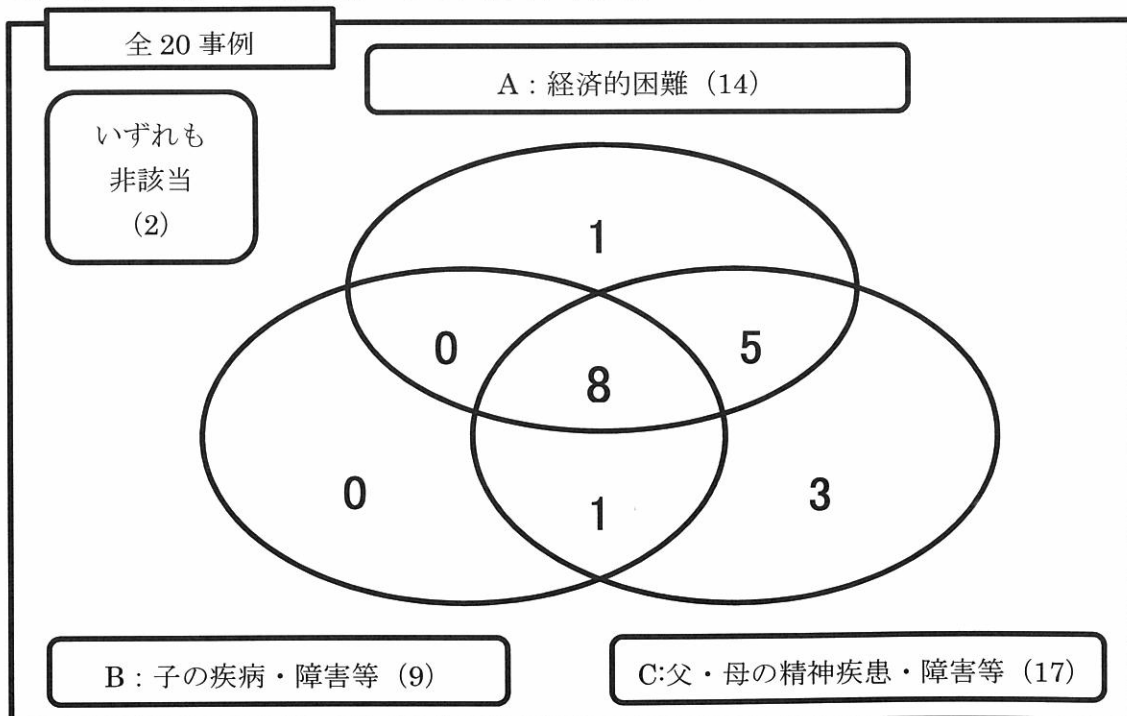 全 20 事例
A：経済的困難（14）
いずれも
非該当
（2）
1
0
5
8
0
1
3
B：子の疾病・障害等（9）
C:父・母の精神疾患・障害等（17）